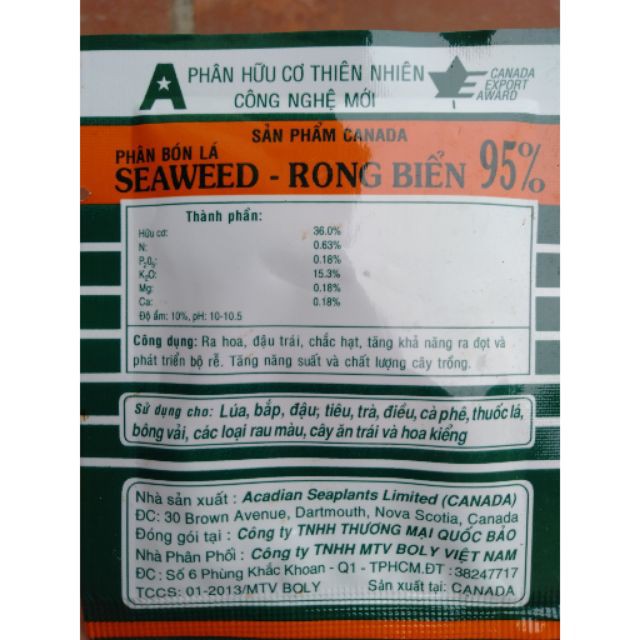 A PHÂN HỮU CƠ THIÊN NHIÊN
CÔNG NGHỆ MỚI
CANADA
EXPORT
AWARD
SẢN PHẨM CANADA
PHÂN BÓN LÁ
SEAWEED - RONG BIỂN 95%
Thành phần:
Hữu cơ: 36.0%
N: 0.63%
P₂O₅: 0.18%
K₂O: 15.3%
Mg: 0.18%
Ca: 0.18%
Độ ẩm: 10%, pH: 10-10.5
Công dụng: Ra hoa, đậu trái, chắc hạt, tăng khả năng ra đọt và
phát triển bộ rễ. Tăng năng suất và chất lượng cây trồng.
Sử dụng cho: Lúa, bắp, đậu, tiêu, trà, điều, cà phê, thuốc lá,
bông vải, các loại rau màu, cây ăn trái và hoa kiểng
Nhà sản xuất : Acadian Seaplants Limited (CANADA)
ĐC: 30 Brown Avenue, Dartmouth, Nova Scotia, Canada
Đóng gói tại : Công ty TNHH THƯƠNG MẠI QUỐC BẢO
Nhà Phân Phối : Công ty TNHH MTV BOLY VIỆT NAM
ĐC : Số 6 Phùng Khắc Khoan - Q1 - TPHCM.ĐT : 38247717
TCCS: 01-2013/MTV BOLY Sản xuất tại: CANADA